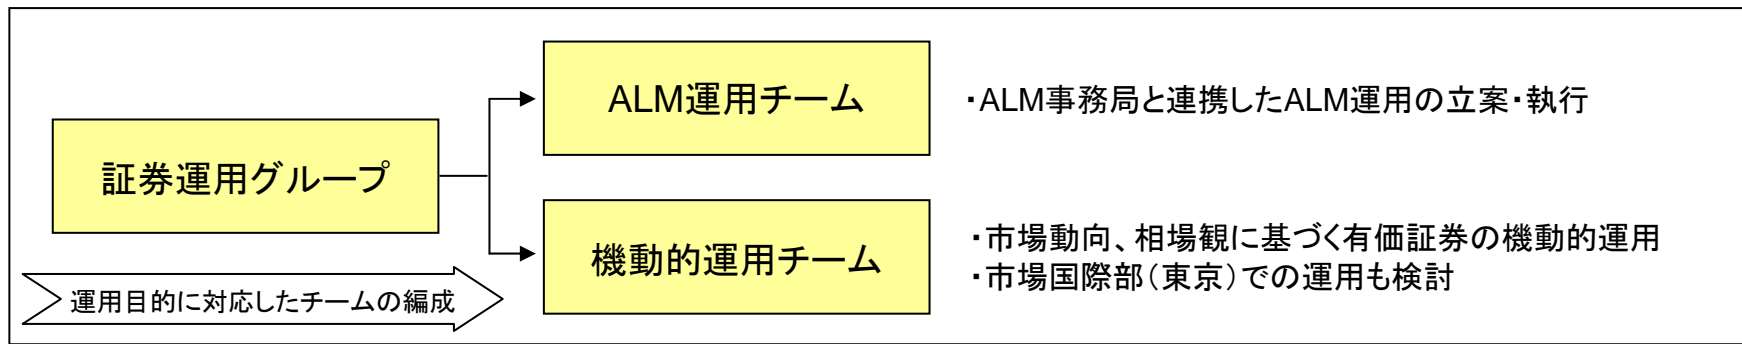 ALM運用チーム
・ALM事務局と連携したALM運用の立案・執行
証券運用グループ
機動的運用チーム
・市場動向、相場観に基づく有価証券の機動的運用
・市場国際部(東京)での運用も検討
運用目的に対応したチームの編成